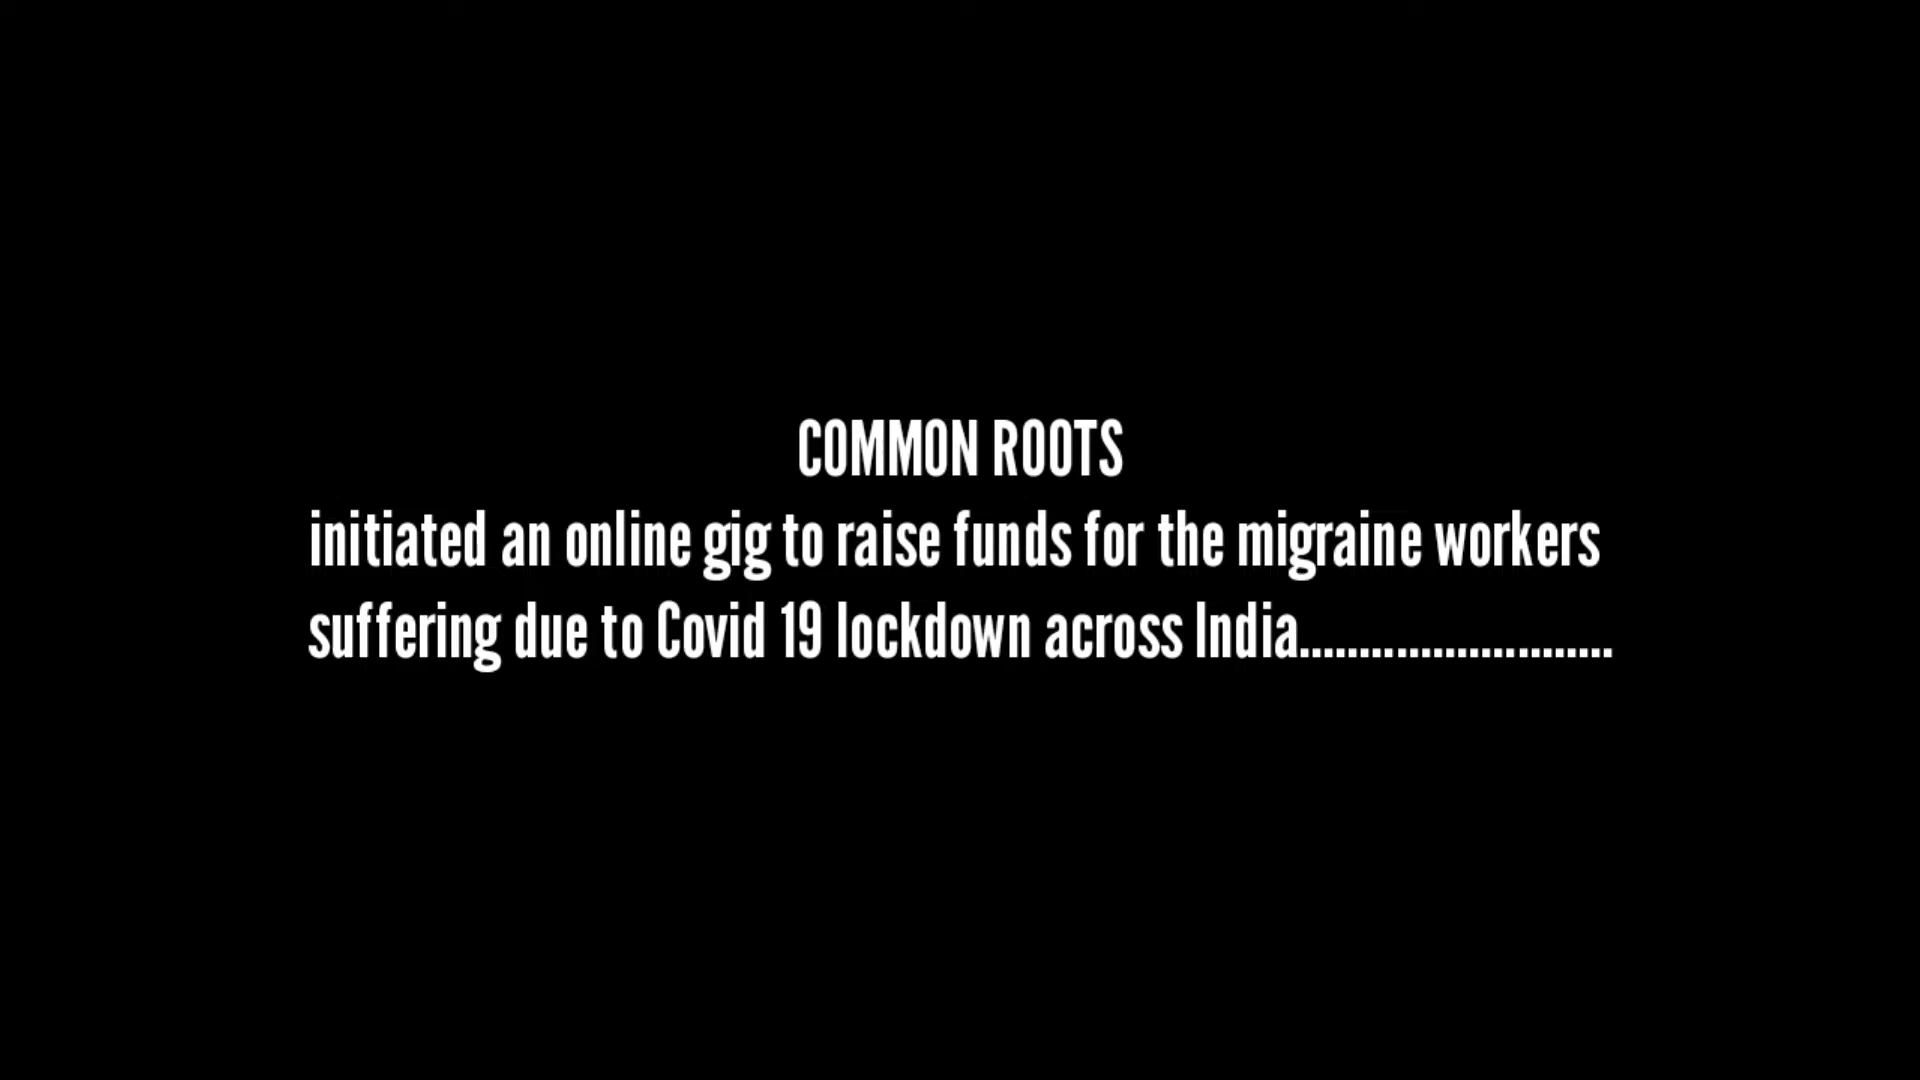 COMMON ROOTS
initiated an online gig to raise funds for the migraine workers
suffering due to Covid 19 lockdown across India..........................